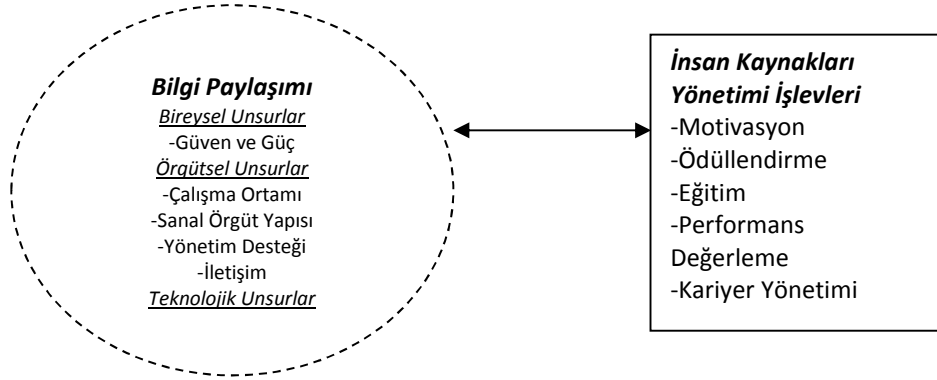 Bilgi Paylaşımı
Bireysel Unsurlar
-Güven ve Güç
Örgütsel Unsurlar
-Çalışma Ortamı
-Sanal Örgüt Yapısı
-Yönetim Desteği
-İletişim
Teknolojik Unsurlar
İnsan Kaynakları
Yönetimi İşlevleri
-Motivasyon
-Ödüllendirme
-Eğitim
-Performans
Değerleme
-Kariyer Yönetimi